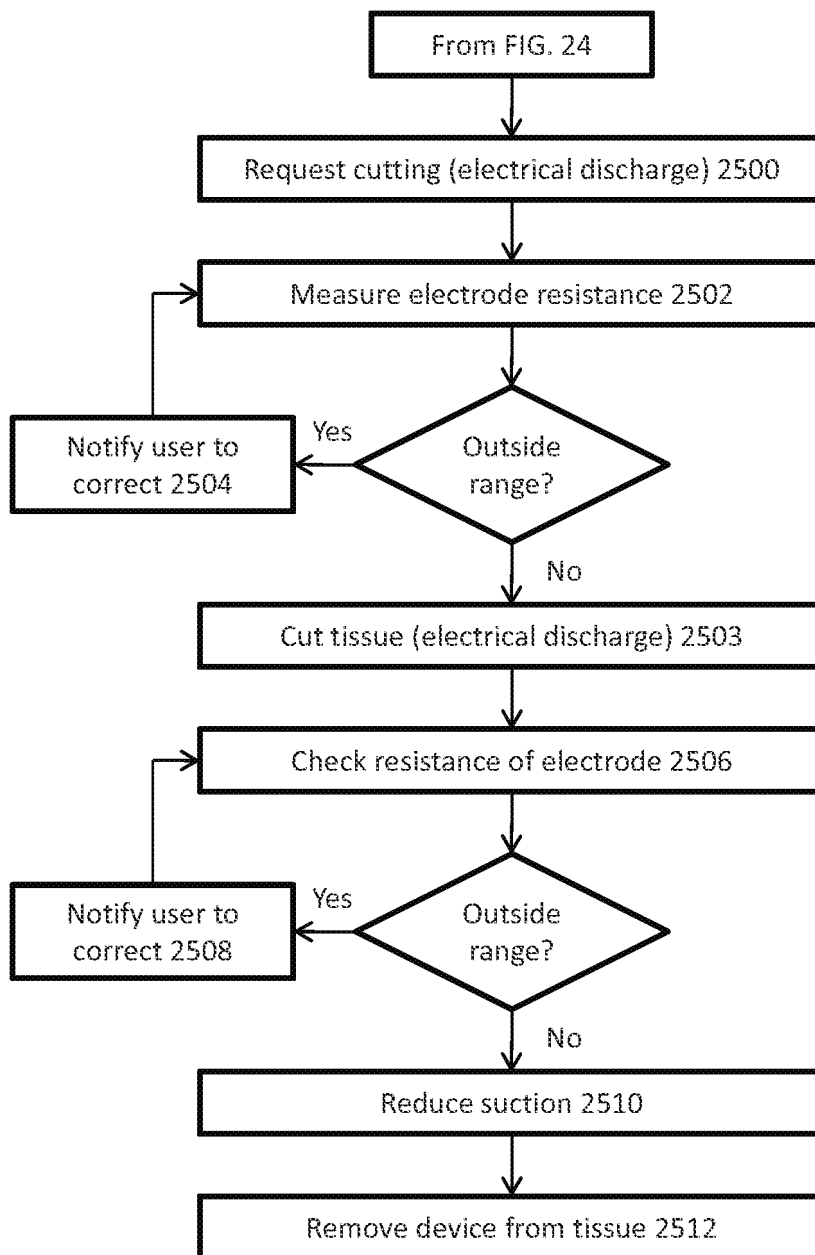 From FIG. 24
Request cutting (electrical discharge) 2500
Measure electrode resistance 2502
Notify user to
correct 2504
Yes
Outside
range?
No
Cut tissue (electrical discharge) 2503
Check resistance of electrode 2506
Notify user to
correct 2508
Yes
Outside
range?
No
Reduce suction 2510
Remove device from tissue 2512